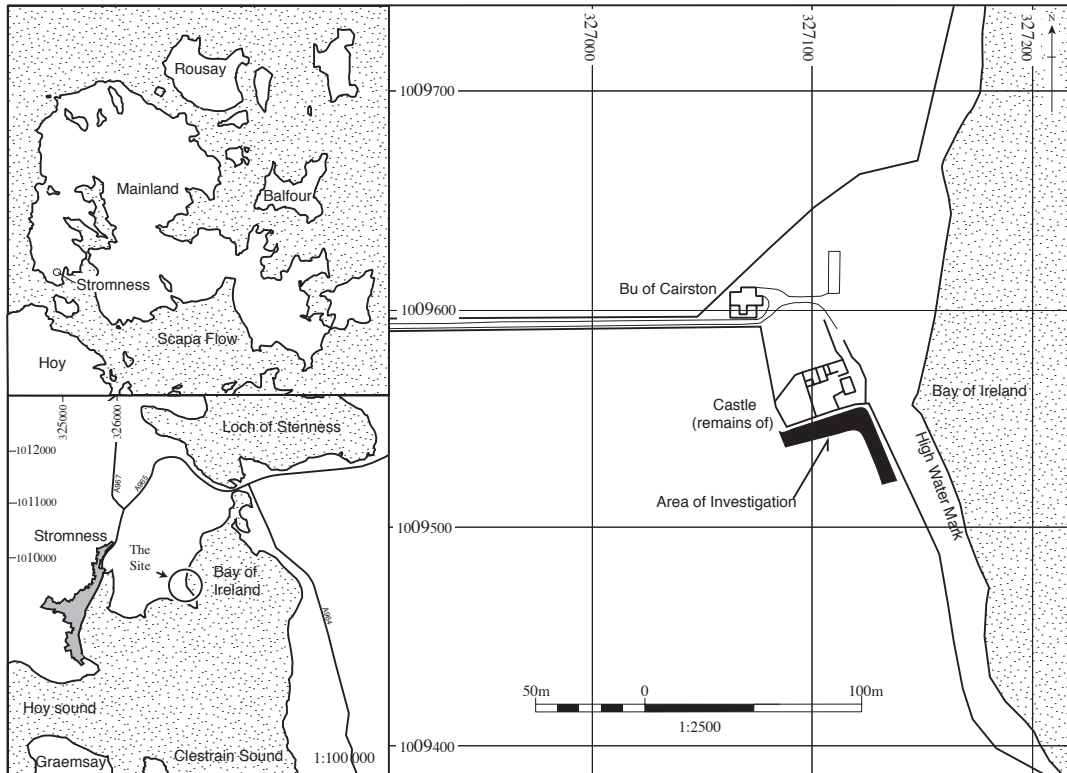 Rousay
Mainland
Balfour
Stromness
Scapa Flow
Hoy
325000
326000
1012000
1011000
1010000
Loch of Stenness
A967
A965
Stromness
The
Site
Bay of
Ireland
A964
Hoy sound
Graemsay
Clestrain Sound
1:100 000
327000
327100
327200
N
1009700
1009600
1009500
1009400
Bu of Cairston
Castle
(remains of)
Area of Investigation
Bay of Ireland
High Water Mark
50m
0
100m
1:2500